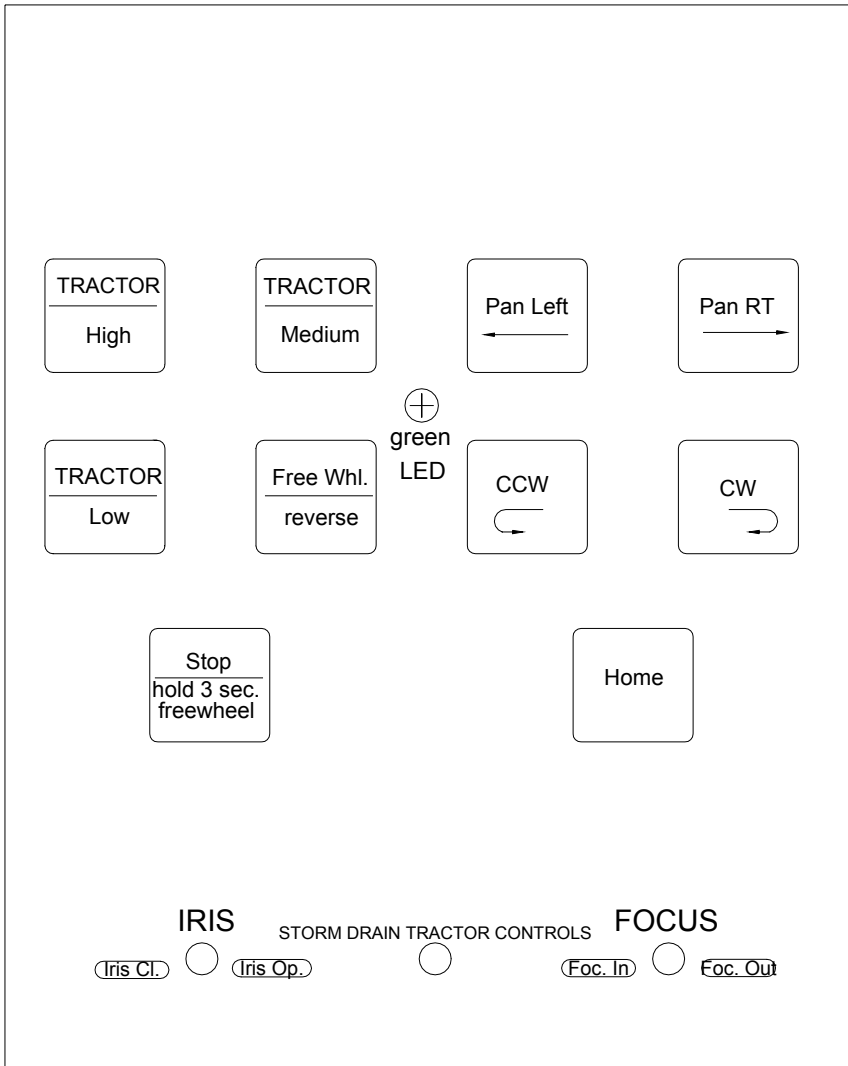 TRACTOR
High
TRACTOR
Medium
Pan Left
Pan RT
green
LED
TRACTOR
Low
Free Whl.
reverse
CCW
CW
Stop
hold 3 sec.
freewheel
Home
IRIS
STORM DRAIN TRACTOR CONTROLS
FOCUS
Iris Cl.
Iris Op.
Foc. In
Foc. Out